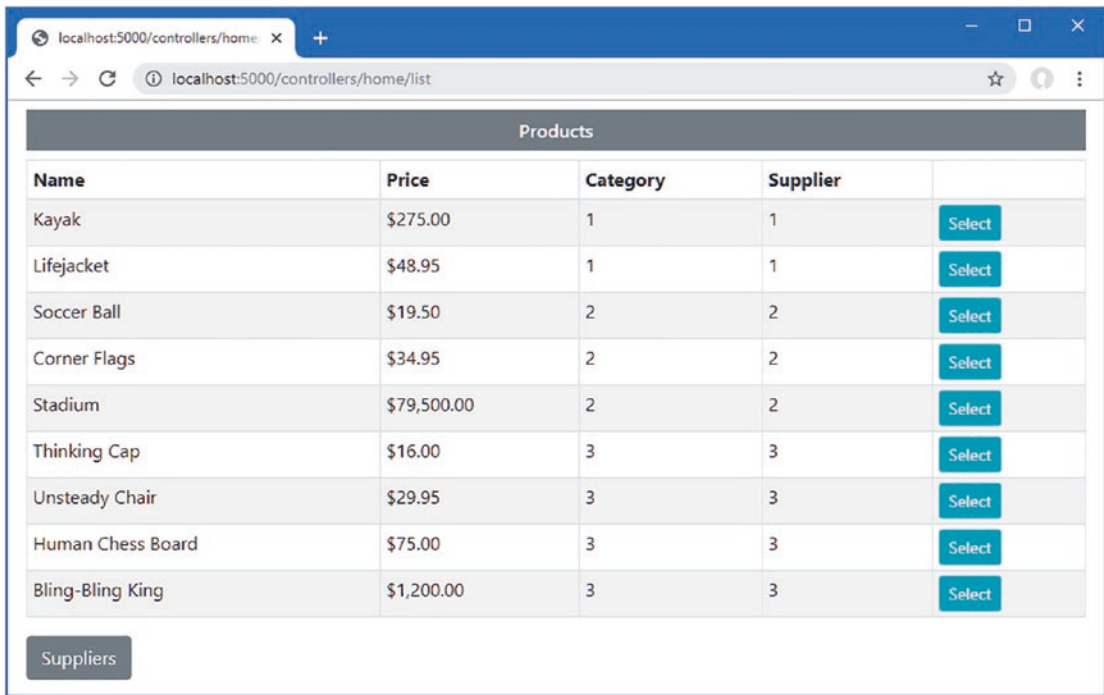 localhost:5000/controllers/home
localhost:5000/controllers/home/list
Products
Name Price Category Supplier
Kayak $275.00 1 1 Select
Lifejacket $48.95 1 1 Select
Soccer Ball $19.50 2 2 Select
Corner Flags $34.95 2 2 Select
Stadium $79,500.00 2 2 Select
Thinking Cap $16.00 3 3 Select
Unsteady Chair $29.95 3 3 Select
Human Chess Board $75.00 3 3 Select
Bling-Bling King $1,200.00 3 3 Select
Suppliers